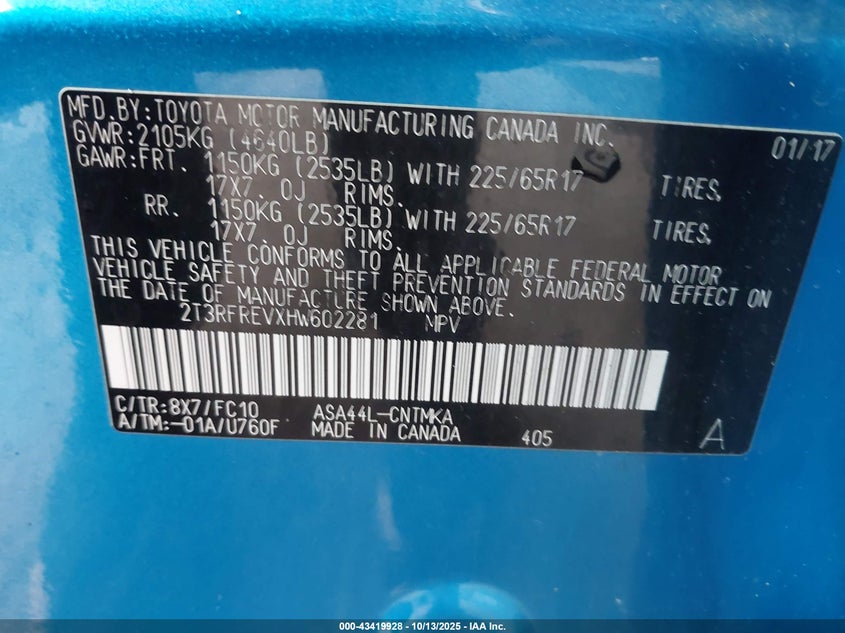 MFD.BY:TOYOTA MOTOR MANUFACTURING CANADA INC.
GVWR:2105KG (4640LB) 01/17
GAWR:FRT. 1150KG (2535LB) WITH 225/65R17 TIRES,
17X7.0J RIMS.
RR. 1150KG (2535LB) WITH 225/65R17 TIRES,
17X7.0J RIMS.
THIS VEHICLE CONFORMS TO ALL APPLICABLE FEDERAL MOTOR
VEHICLE SAFETY AND THEFT PREVENTION STANDARDS IN EFFECT ON
THE DATE OF MANUFACTURE SHOWN ABOVE.
2T3RFREVXHW602281 MPV
C/TR:8X7/FC10 ASA44L-CNTMKA
A/TM:-01A/U760F MADE IN CANADA 405 A
000-43419928 - 10/13/2025 - IAA Inc.